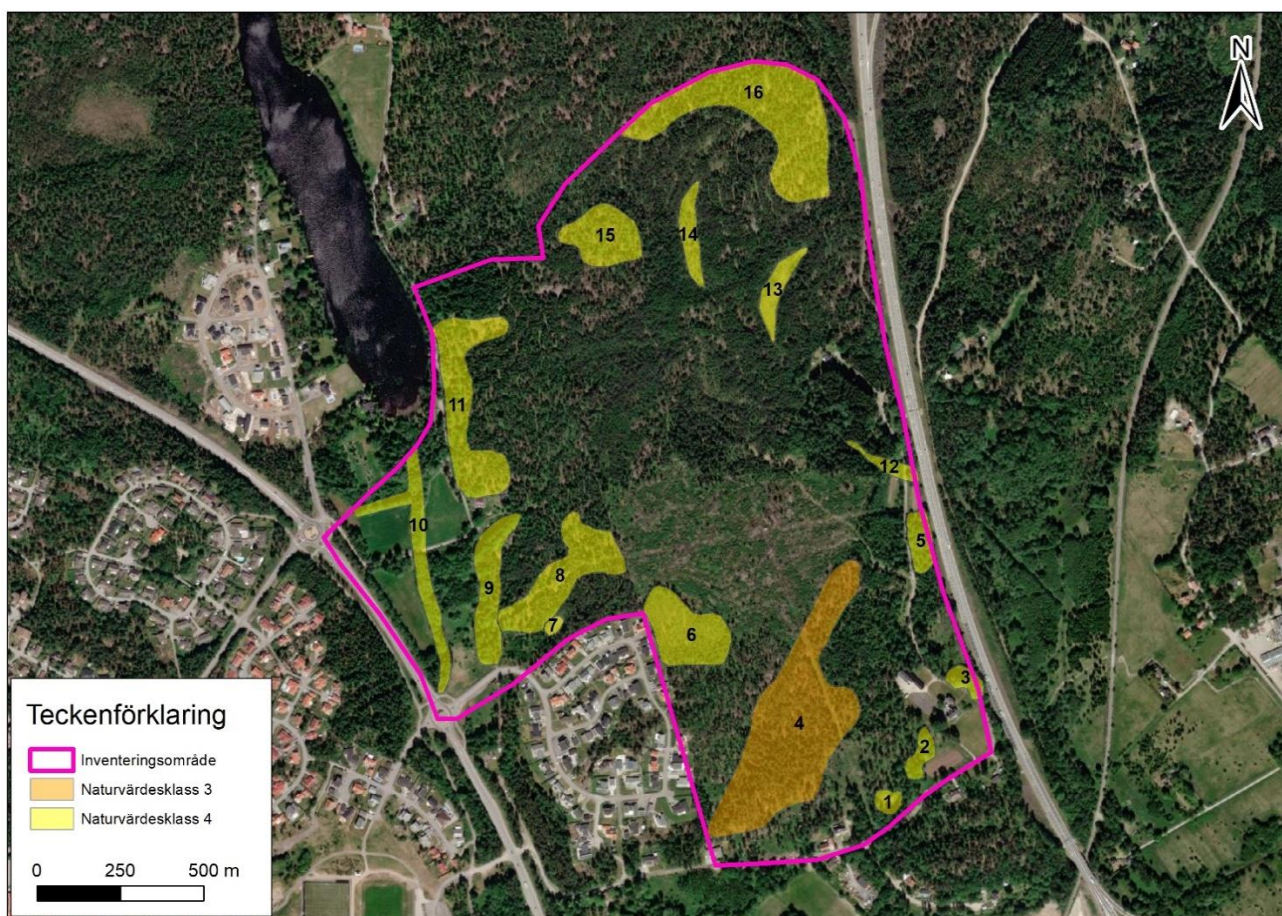 N
16
15
14
13
11
12
10
5
9
8
7
6
3
4
2
1
Teckenförklaring
Inventeringsområde
Naturvärdesklass 3
Naturvärdesklass 4
0 250 500 m